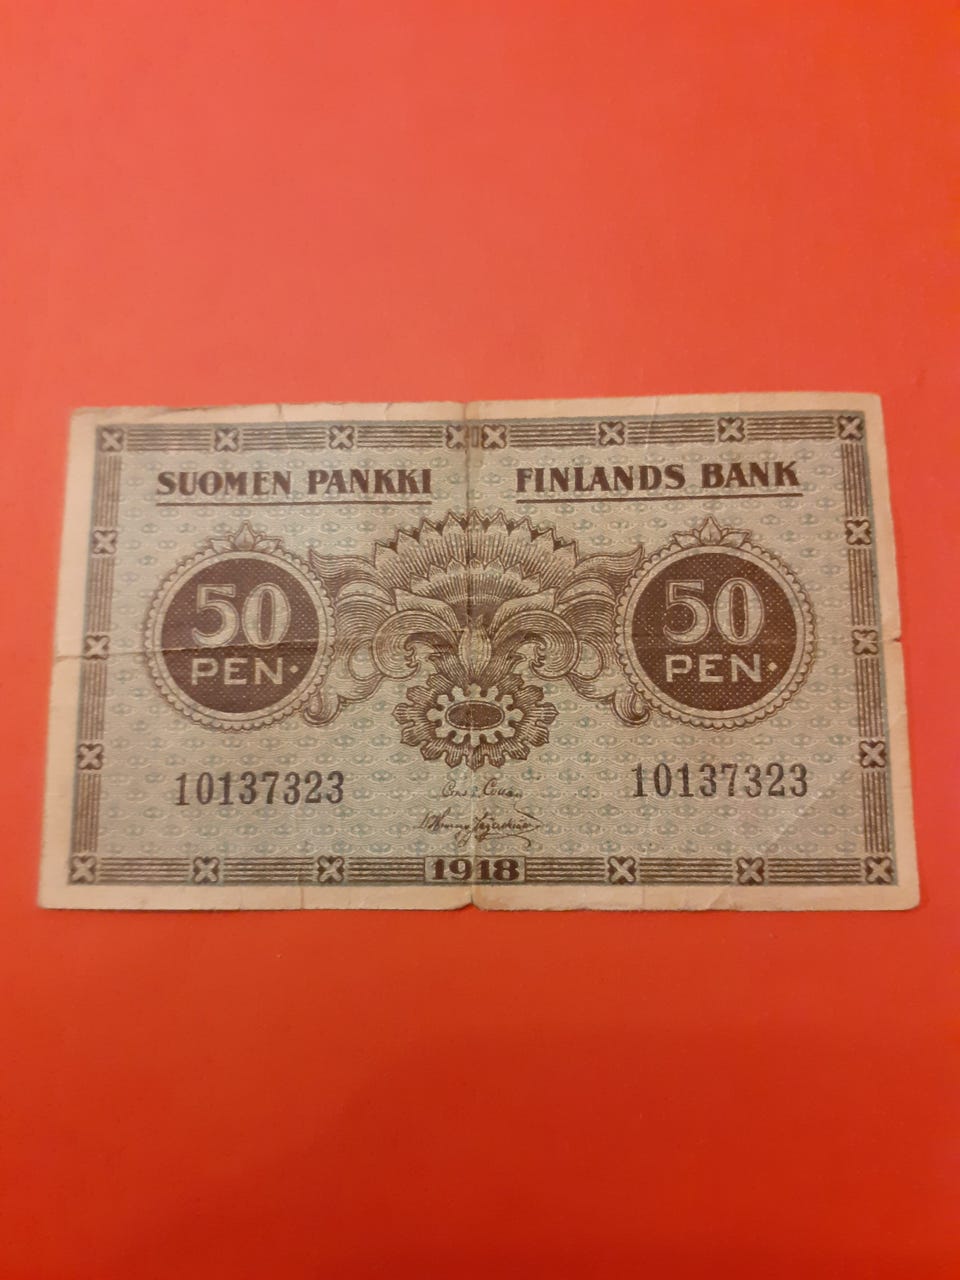 SUOMEN PANKKI FINLANDS BANK
50 50
PEN. PEN.
10137323 10137323
1918